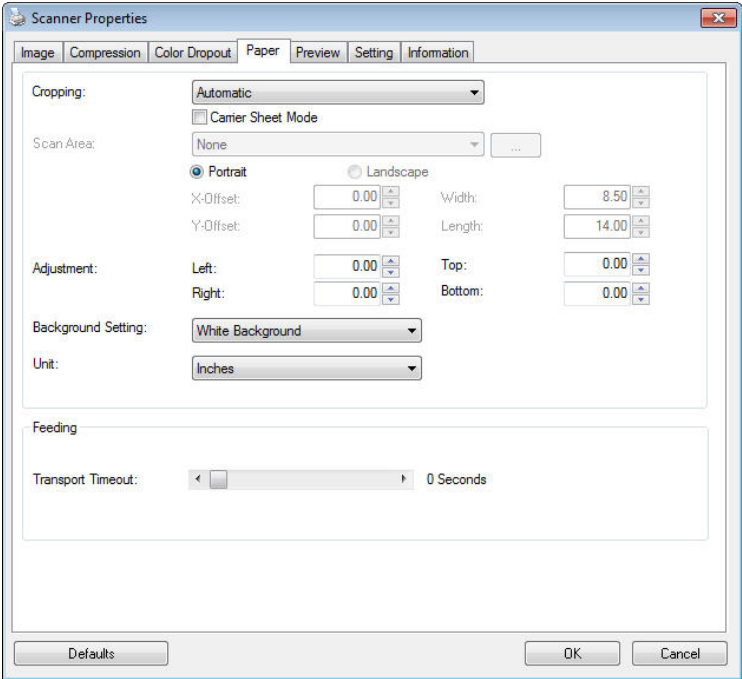 Scanner Properties
Image Compression Color Dropout Paper Preview Setting Information
Cropping: Automatic
Carrier Sheet Mode
Scan Area: None ...
Portrait Landscape
X-Offset: 0.00 Width: 8.50
Y-Offset: 0.00 Length: 14.00
Adjustment: Left: 0.00 Top: 0.00
Right: 0.00 Bottom: 0.00
Background Setting: White Background
Unit: Inches
Feeding
Transport Timeout: 0 Seconds
Defaults OK Cancel